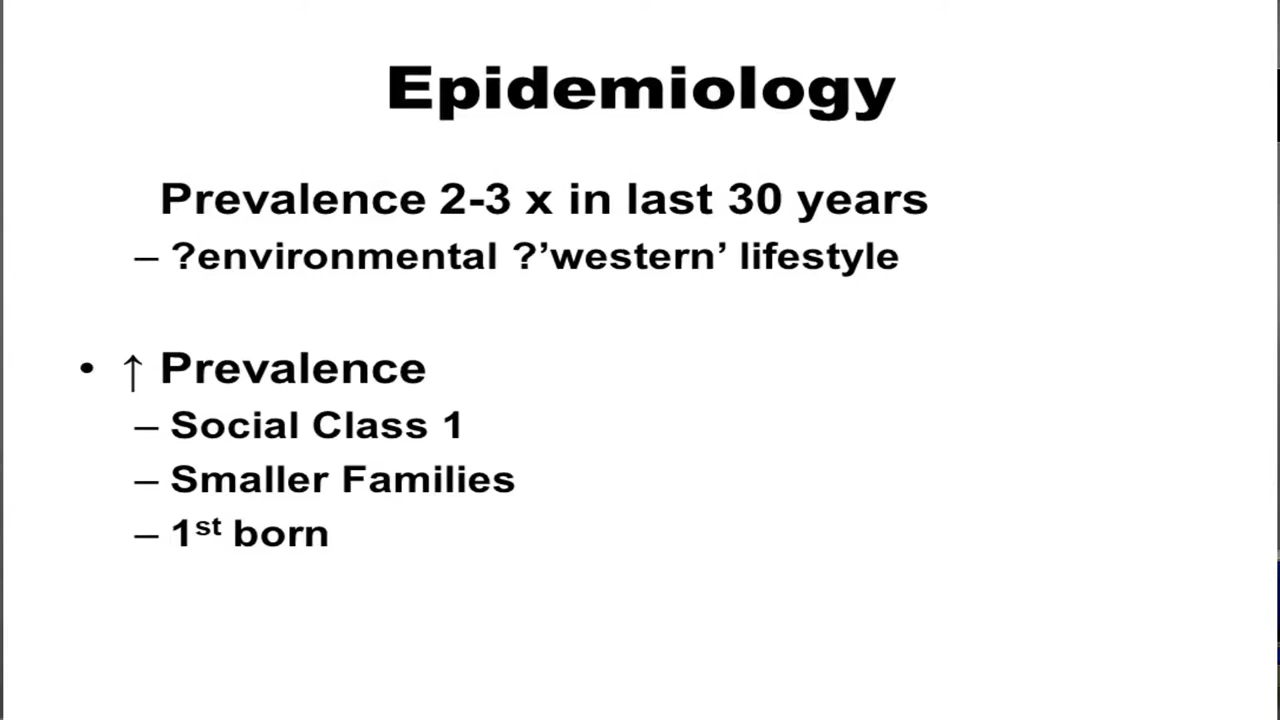 Epidemiology
Prevalence 2-3 x in last 30 years
– ?environmental ?’western’ lifestyle
• ↑ Prevalence
– Social Class 1
– Smaller Families
– 1st born